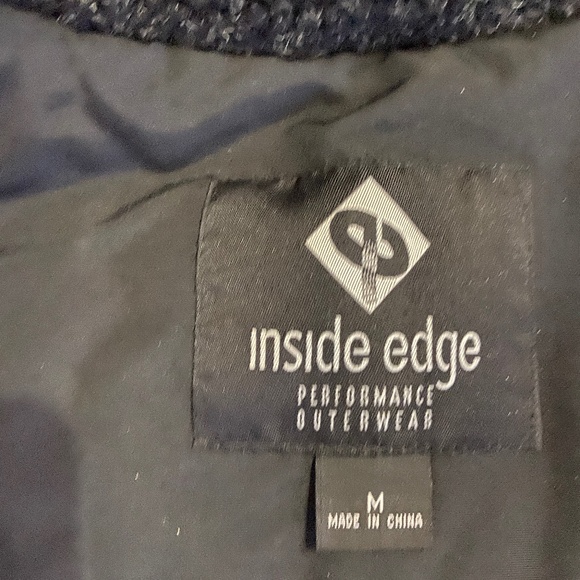 inside edge
PERFORMANCE
OUTERWEAR
M
MADE IN CHINA